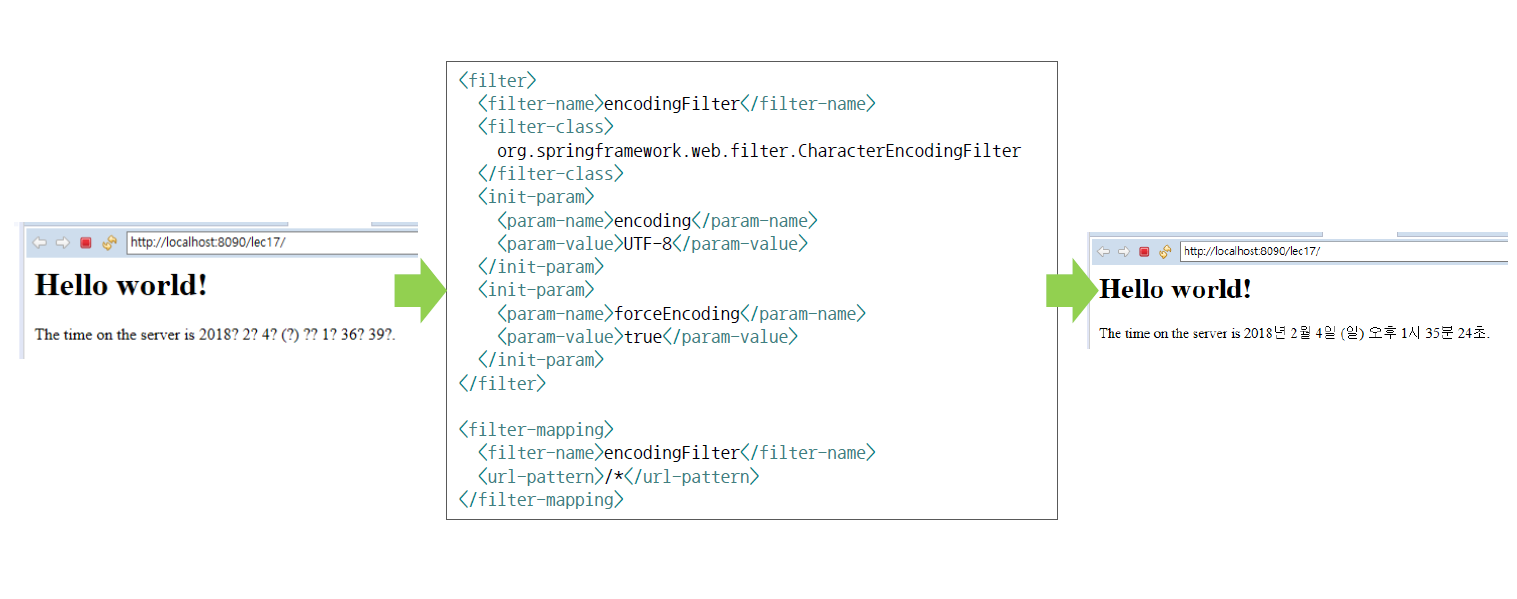 http://localhost:8090/lec17/
Hello world!
The time on the server is 2018? 2? 4? (?) ?? 1? 36? 39?.
<filter>
<filter-name>encodingFilter</filter-name>
<filter-class>
org.springframework.web.filter.CharacterEncodingFilter
</filter-class>
<init-param>
<param-name>encoding</param-name>
<param-value>UTF-8</param-value>
</init-param>
<init-param>
<param-name>forceEncoding</param-name>
<param-value>true</param-value>
</init-param>
</filter>
<filter-mapping>
<filter-name>encodingFilter</filter-name>
<url-pattern>/*</url-pattern>
</filter-mapping>
http://localhost:8090/lec17/
Hello world!
The time on the server is 2018년 2월 4일 (일) 오후 1시 35분 24초.